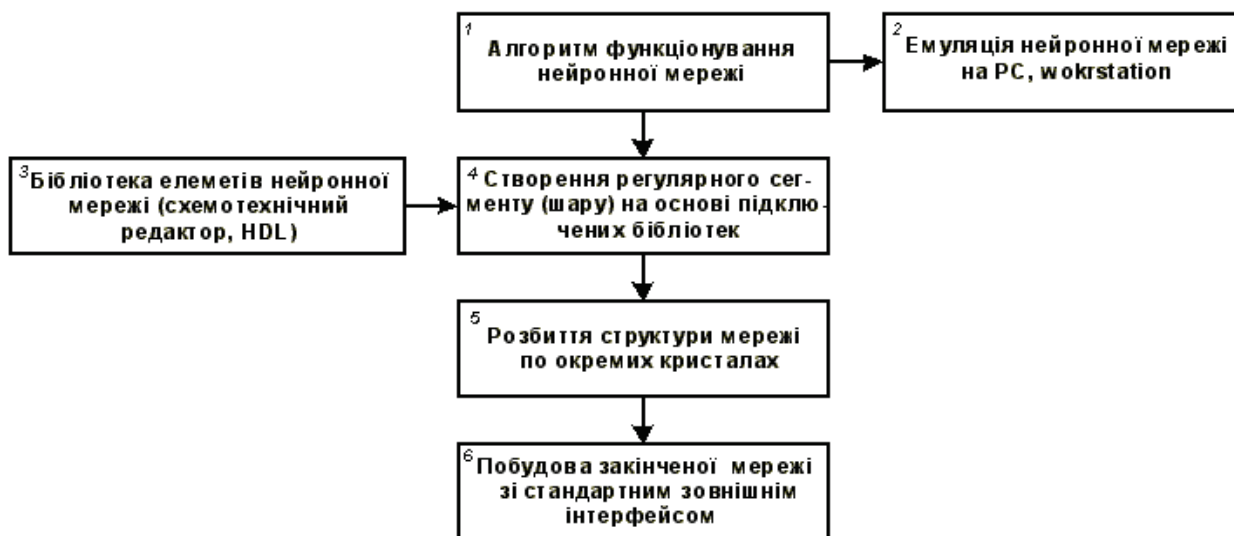 1
Алгоритм функціонування
нейронної мережі
2
Емуляція нейронної мережі
на PC, wokrstation
3
Бібліотека елеметів нейронної
мережі (схемотехнічний
редактор, HDL)
4
Створення регулярного сег-
менту (шару) на основі підклю-
чених бібліотек
5
Розбиття структури мережі
по окремих кристалах
6
Побудова закінченої мережі
зі стандартним зовнішнім
інтерфейсом